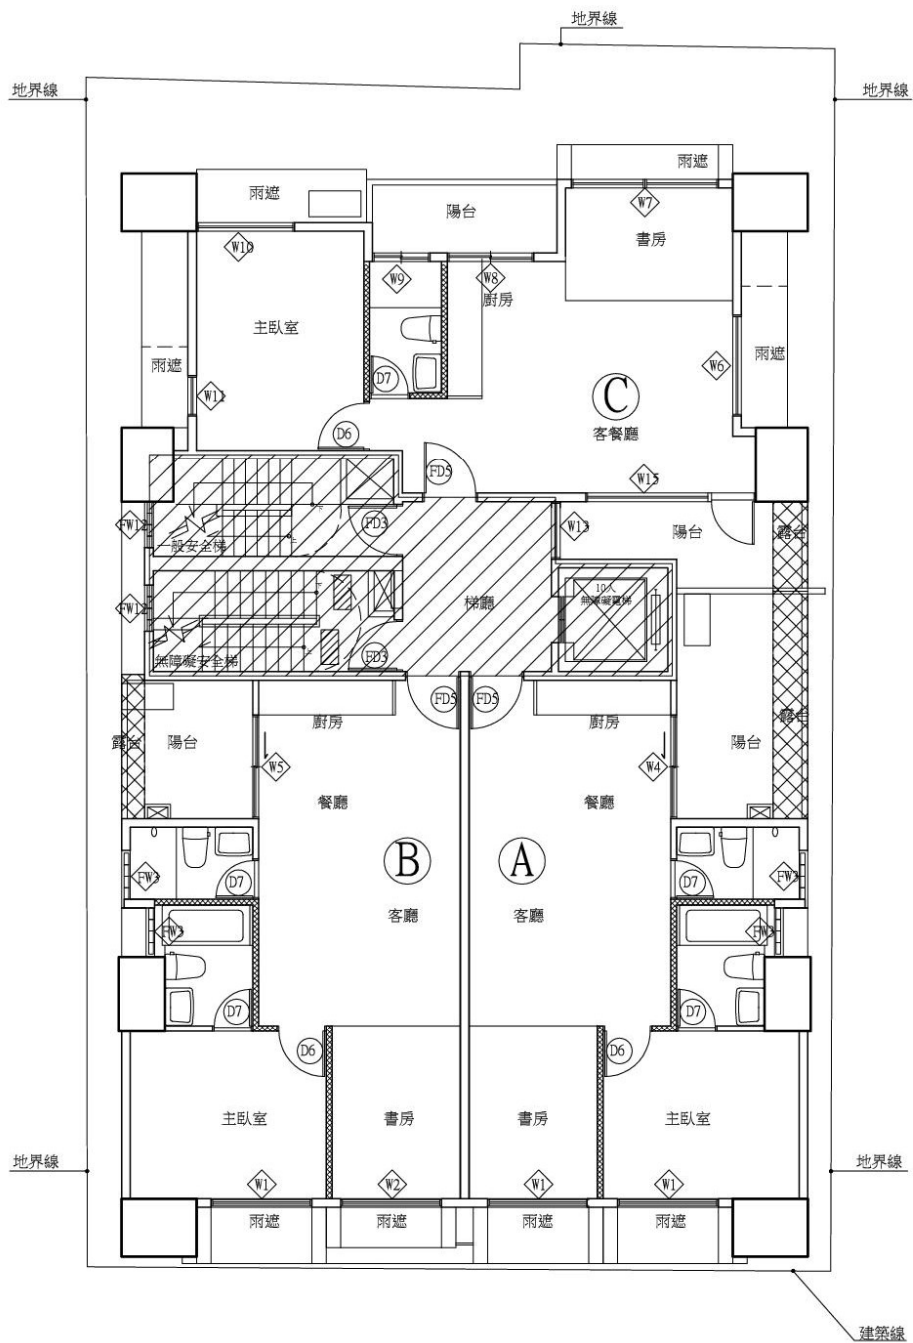 地界線
地界線
地界線
雨遮
雨遮
陽台
W7
書房
W10
W9
W8
廚房
主臥室
雨遮
雨遮
W6
D7
W11
C
客餐廳
D6
FD5
W15
FW12
FD3
W13
陽台
露台
一般安全梯
10人
無障礙電梯
梯廳
FW12
FD3
無障礙安全梯
FD5
FD5
廚房
廚房
露台
陽台
陽台
露台
W5
W4
餐廳
餐廳
B
A
FW3
D7
D7
FW3
客廳
客廳
FW3
FW3
D7
D7
D6
D6
主臥室
書房
書房
主臥室
地界線
地界線
W1
W2
W1
W1
雨遮
雨遮
雨遮
雨遮
建築線